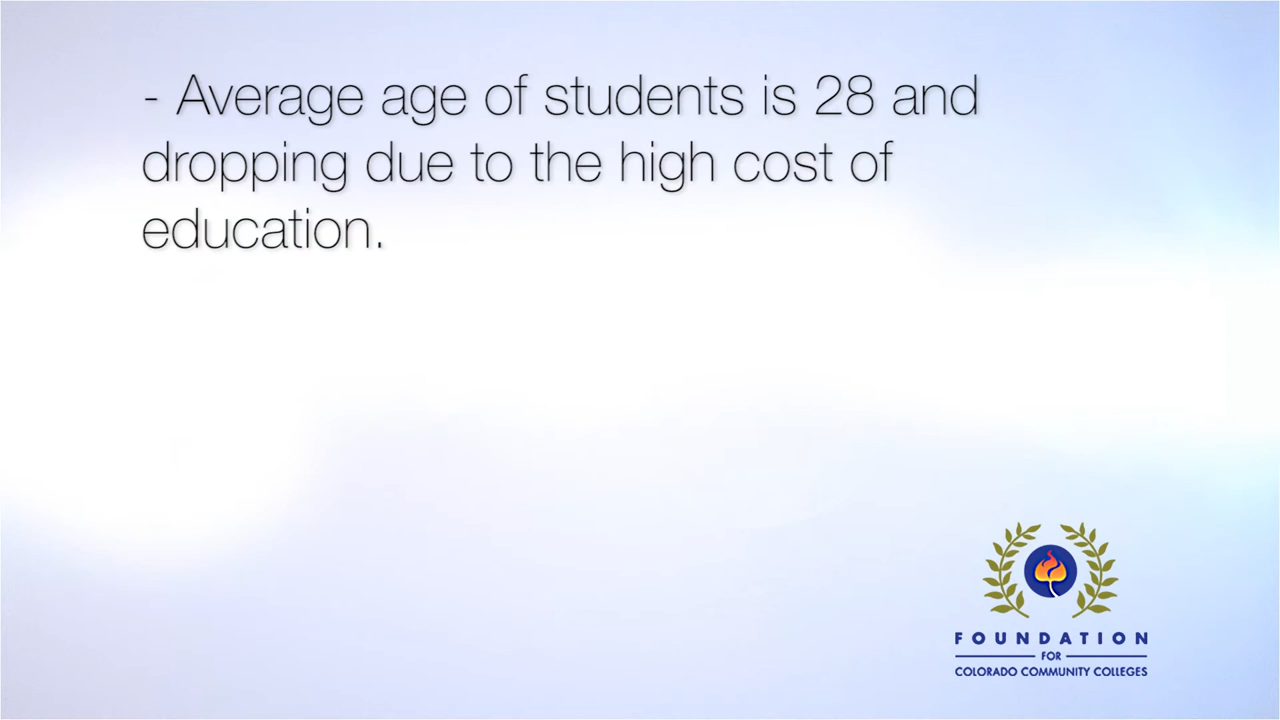 - Average age of students is 28 and
dropping due to the high cost of
education.
FOUNDATION
FOR
COLORADO COMMUNITY COLLEGES